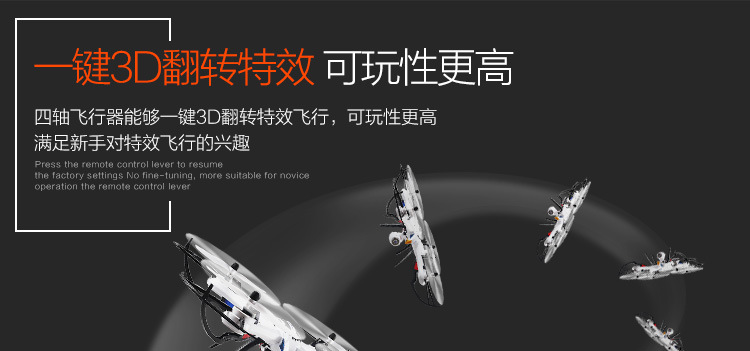 一键3D翻转特效 可玩性更高
四轴飞行器能够一键3D翻转特效飞行，可玩性更高
满足新手对特效飞行的兴趣
Press the remote control lever to resume
the factory settings No fine-tuning, more suitable for novice
operation the remote control lever